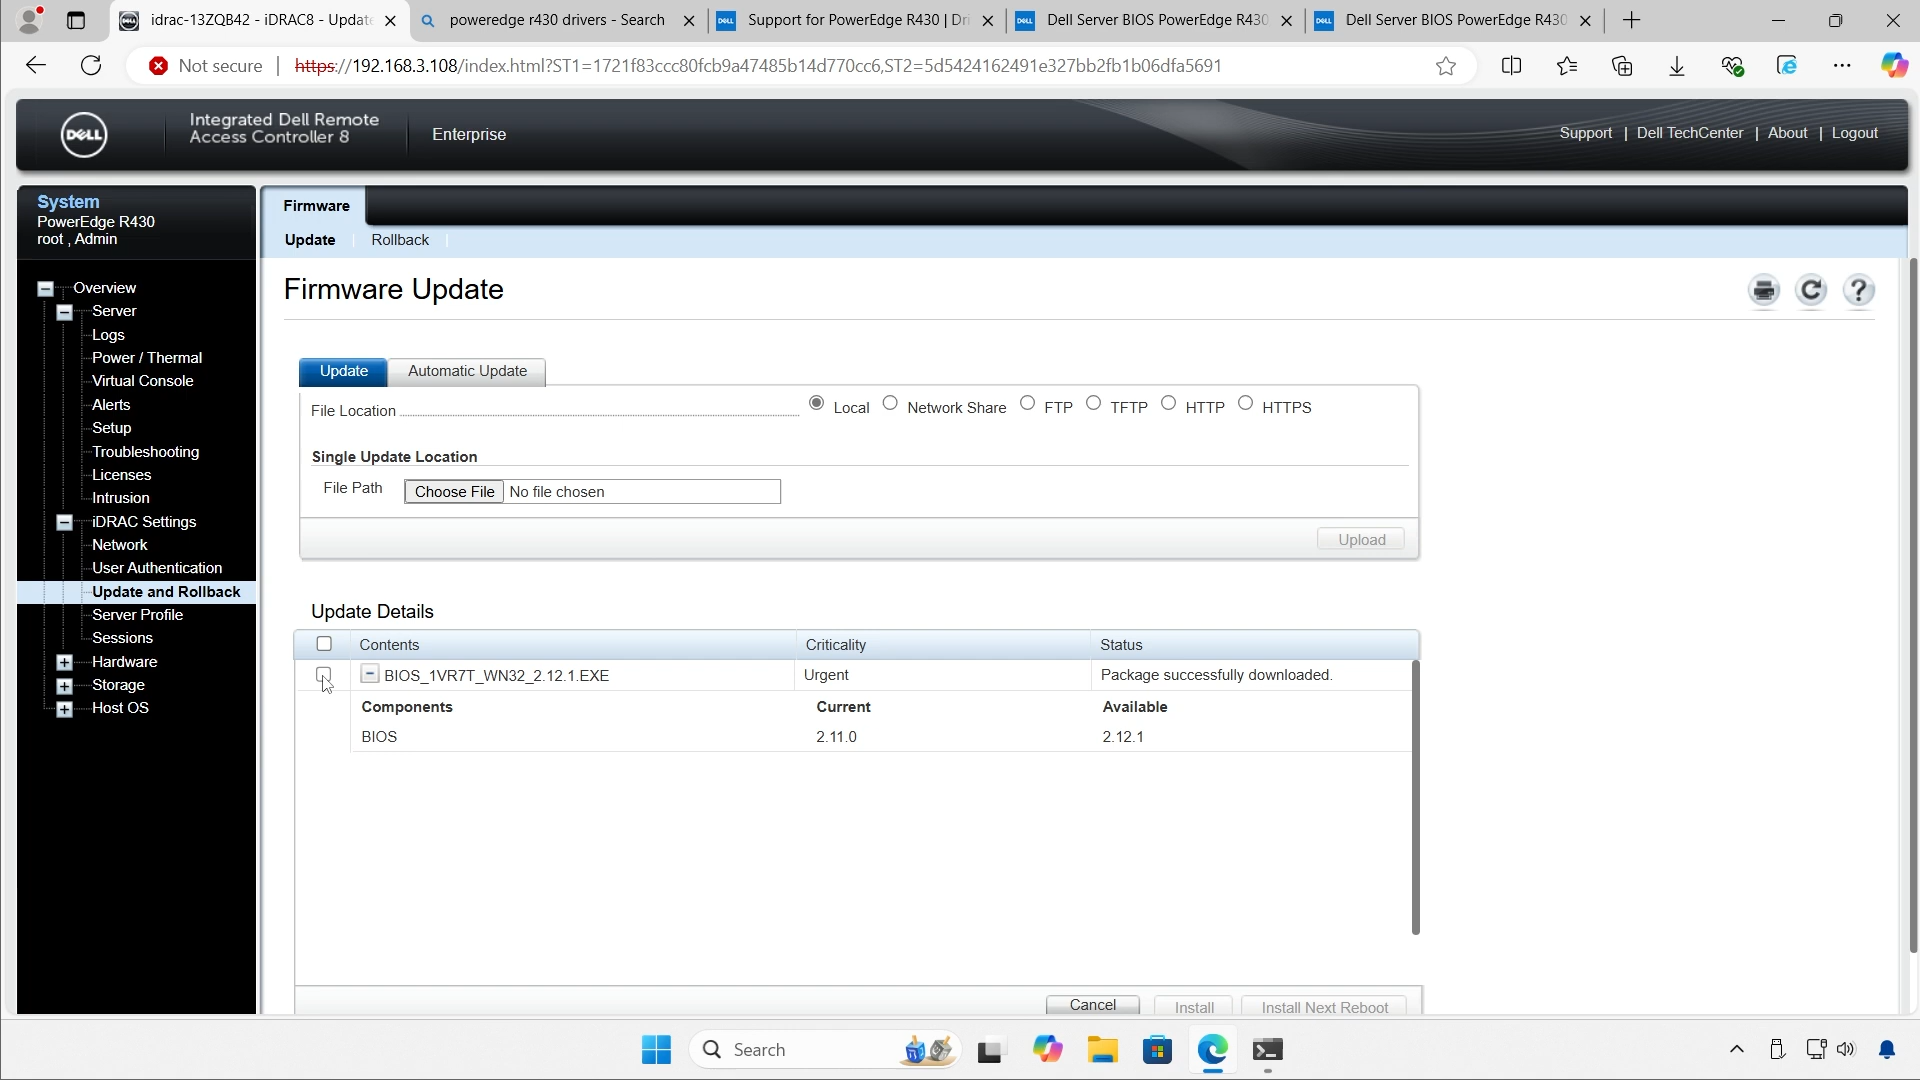 idrac-13ZQB42 - iDRAC8 - Update
poweredge r430 drivers - Search
Support for PowerEdge R430 | Dri
Dell Server BIOS PowerEdge R430
Dell Server BIOS PowerEdge R430
Not secure
https://192.168.3.108/index.html?ST1=1721f83ccc80fcb9a47485b14d770cc6,ST2=5d5424162491e327bb2fb1b06dfa5691
DELL
Integrated Dell Remote
Access Controller 8
Enterprise
Support | Dell TechCenter | About | Logout
System
PowerEdge R430
root , Admin
Overview
Server
Logs
Power / Thermal
Virtual Console
Alerts
Setup
Troubleshooting
Licenses
Intrusion
iDRAC Settings
Network
User Authentication
Update and Rollback
Server Profile
Sessions
Hardware
Storage
Host OS
Firmware
Update Rollback
Firmware Update
Update Automatic Update
File Location Local Network Share FTP TFTP HTTP HTTPS
Single Update Location
File Path Choose File No file chosen
Upload
Update Details
Contents Criticality Status
BIOS_1VR7T_WN32_2.12.1.EXE Urgent Package successfully downloaded.
Components Current Available
BIOS 2.11.0 2.12.1
Cancel Install Install Next Reboot
Search